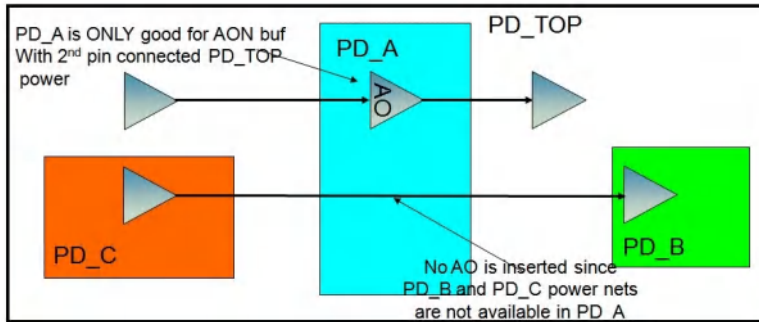 PD_A is ONLY good for AON buf
With 2nd pin connected PD_TOP
power
PD_A
PD_TOP
AO
PD_C
PD_B
No AO is inserted since
PD_B and PD_C power nets
are not available in PD_A